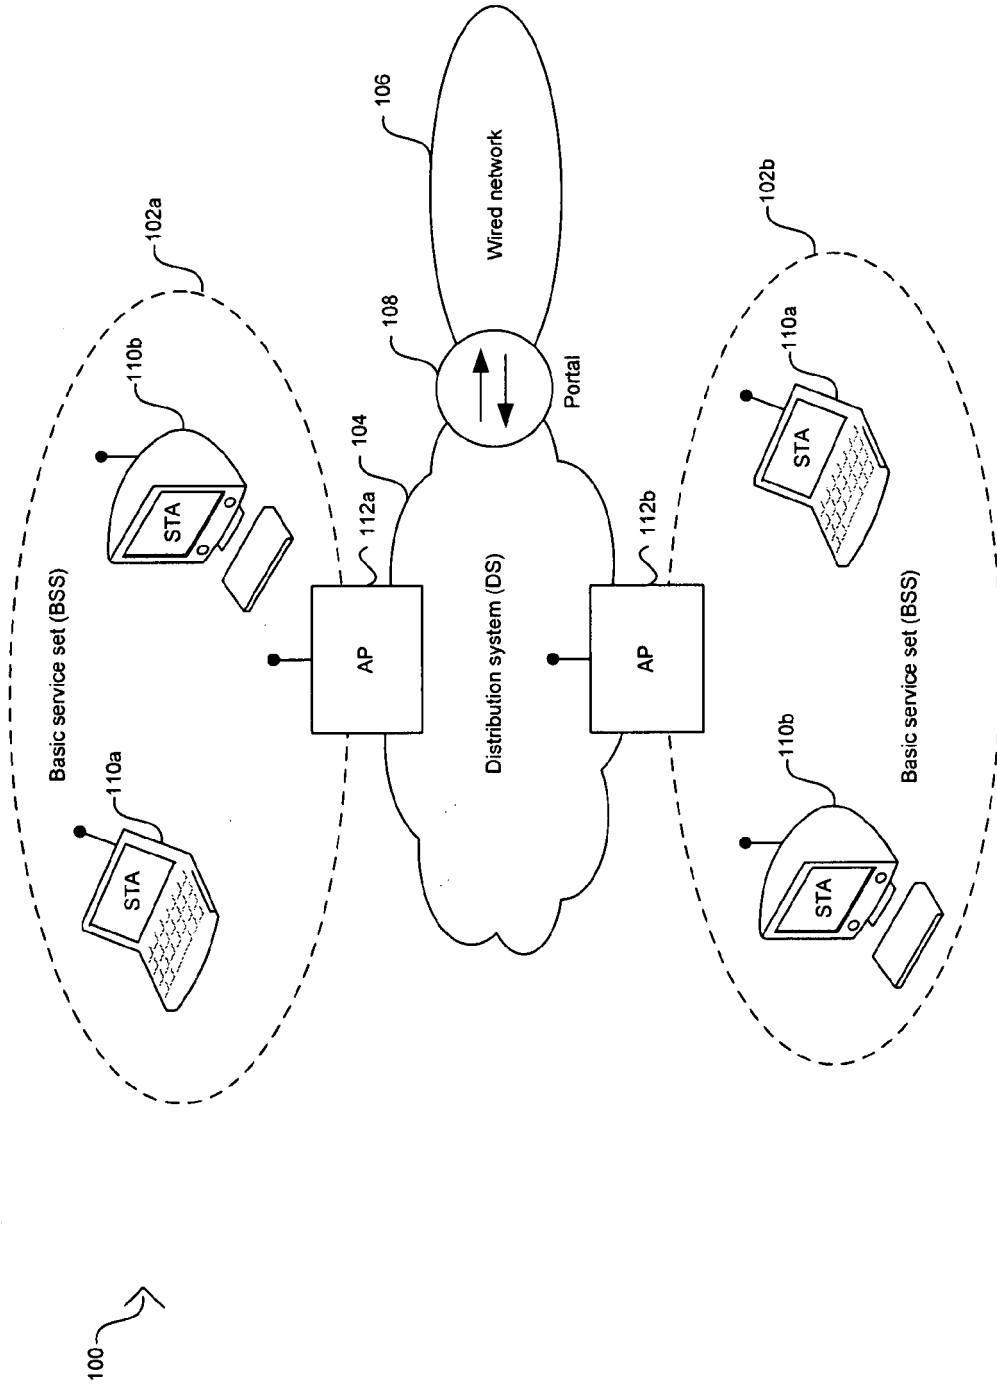 100
Basic service set (BSS)
102a
110a
STA
110b
STA
AP
112a
104
Distribution system (DS)
108
Portal
106
Wired network
AP
112b
110b
STA
110a
STA
102b
Basic service set (BSS)